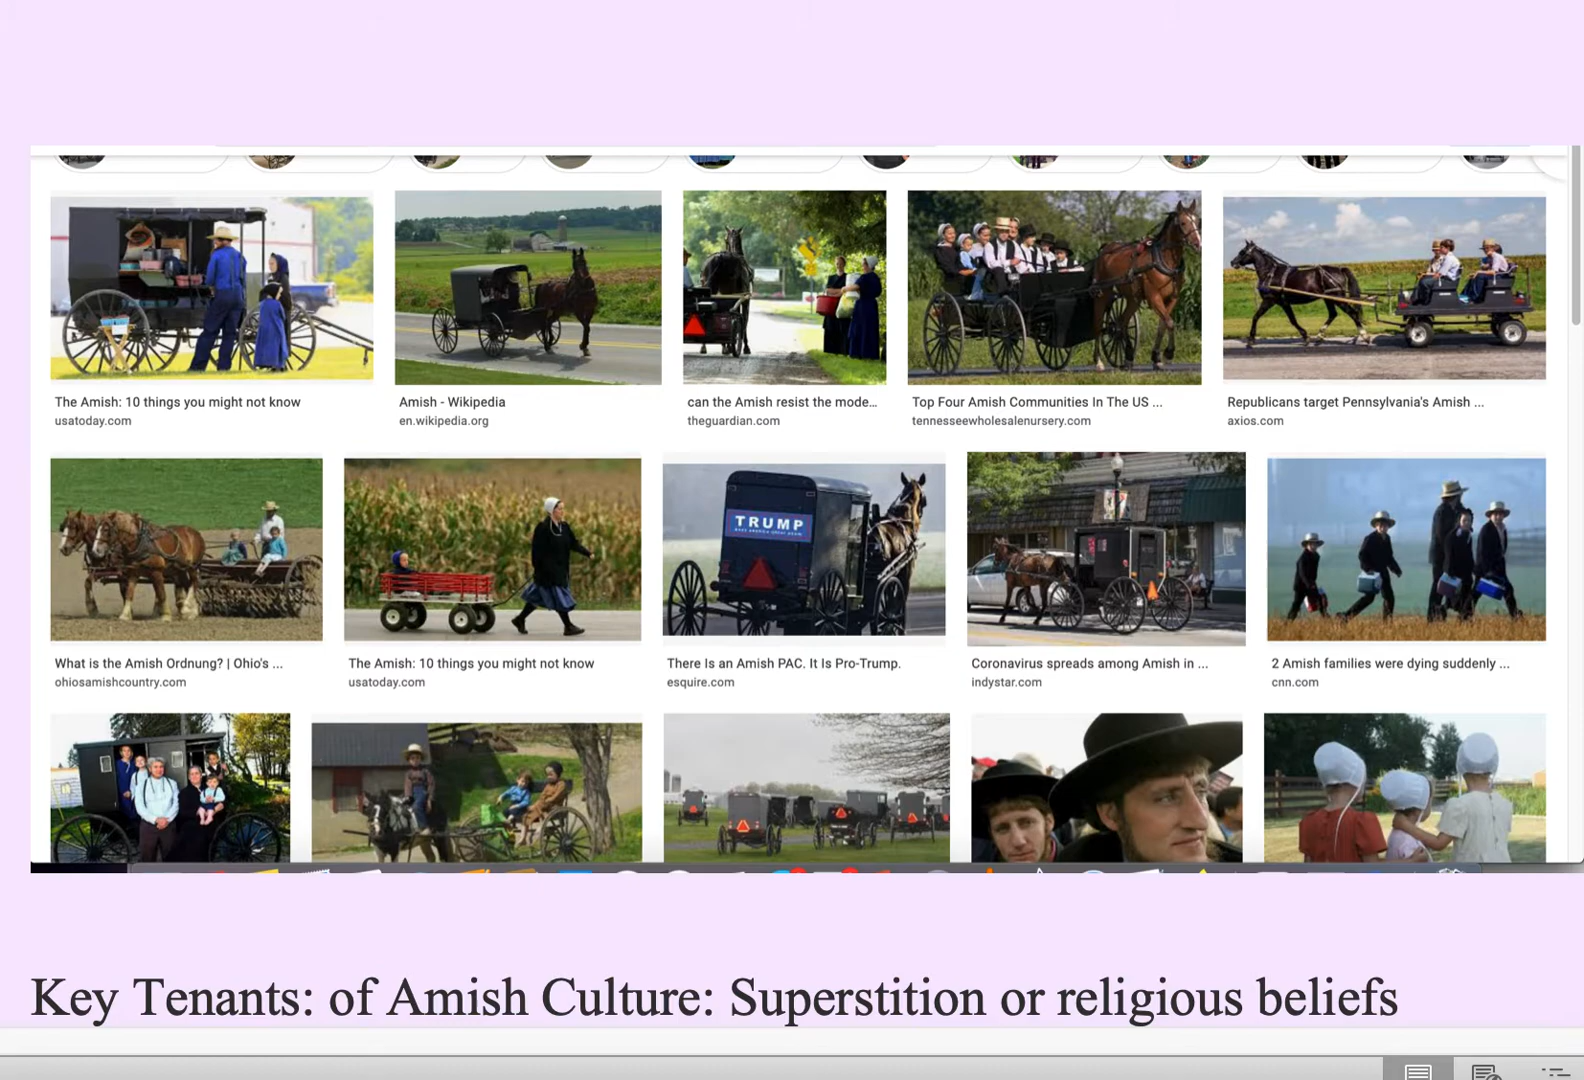 The Amish: 10 things you might not know
usatoday.com
Amish - Wikipedia
en.wikipedia.org
can the Amish resist the mode...
theguardian.com
Top Four Amish Communities In The US ...
tennesseewholesalenursery.com
Republicans target Pennsylvania's Amish ...
axios.com
TRUMP
What is the Amish Ordnung? | Ohio's ...
ohiosamishcountry.com
The Amish: 10 things you might not know
usatoday.com
There Is an Amish PAC. It Is Pro-Trump.
esquire.com
Coronavirus spreads among Amish in ...
indystar.com
2 Amish families were dying suddenly ...
cnn.com
Key Tenants: of Amish Culture: Superstition or religious beliefs